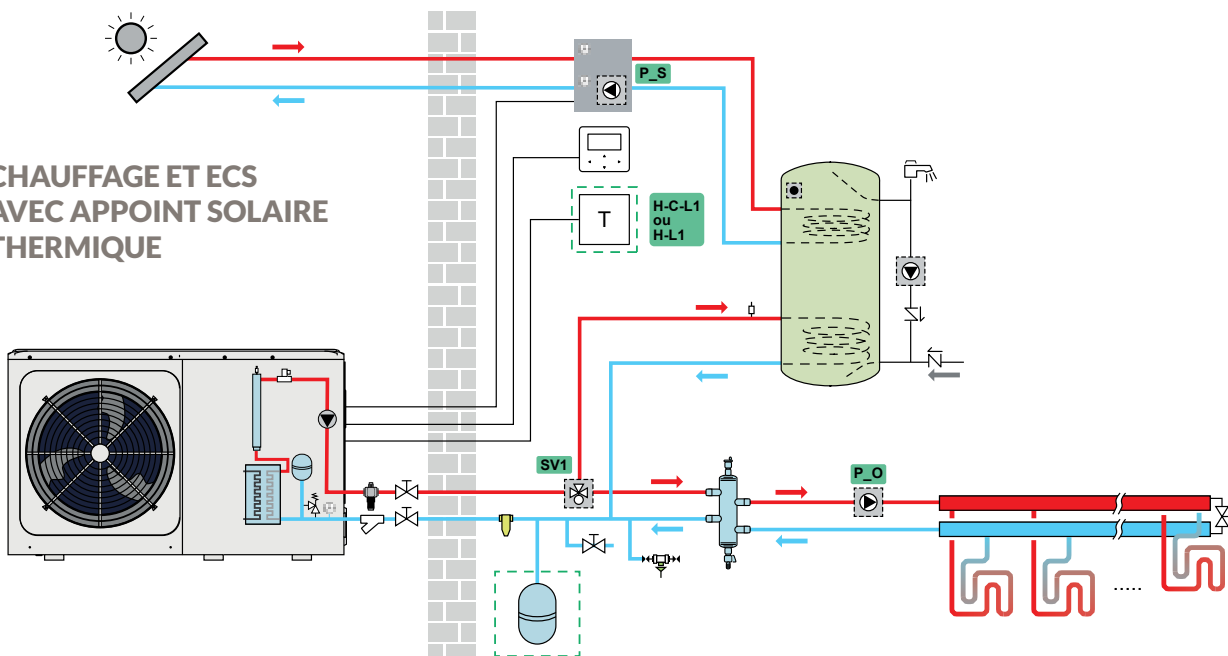 P_S
CHAUFFAGE ET ECS
AVEC APPOINT SOLAIRE
THERMIQUE
T
H-C-L1
ou
H-L1
SV1
P_O
.....